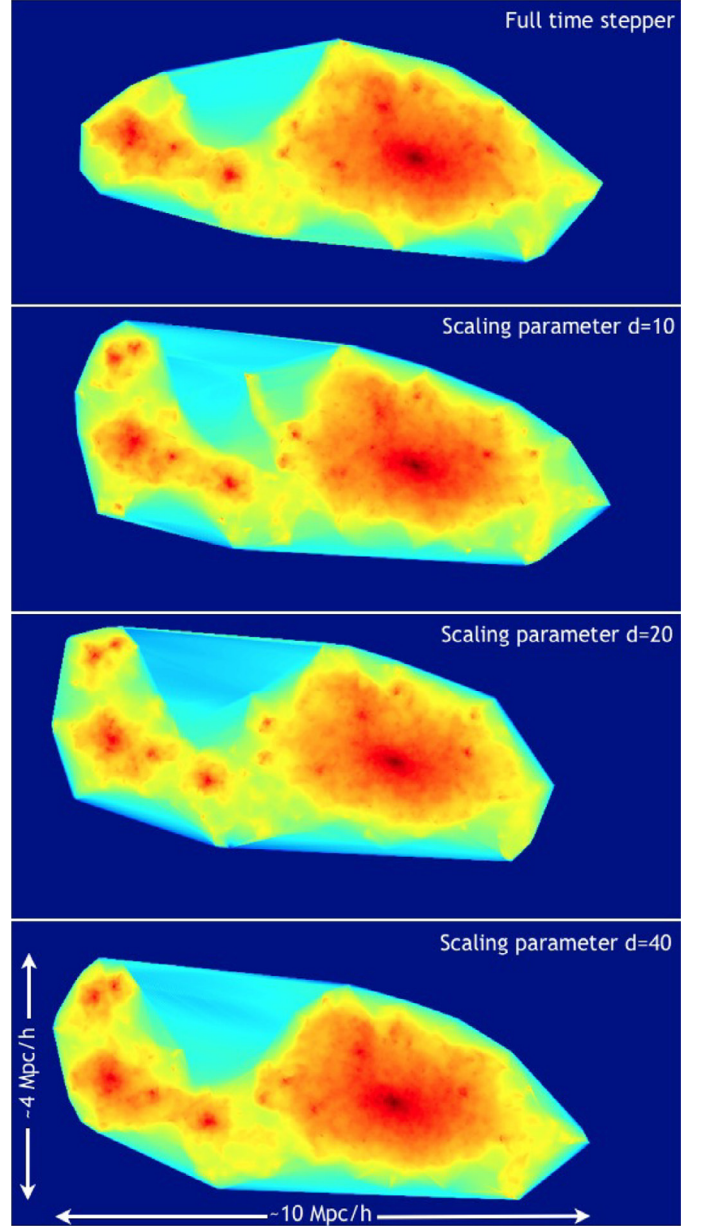 Full time stepper
Scaling parameter d=10
Scaling parameter d=20
Scaling parameter d=40
~4 Mpc/h
~10 Mpc/h